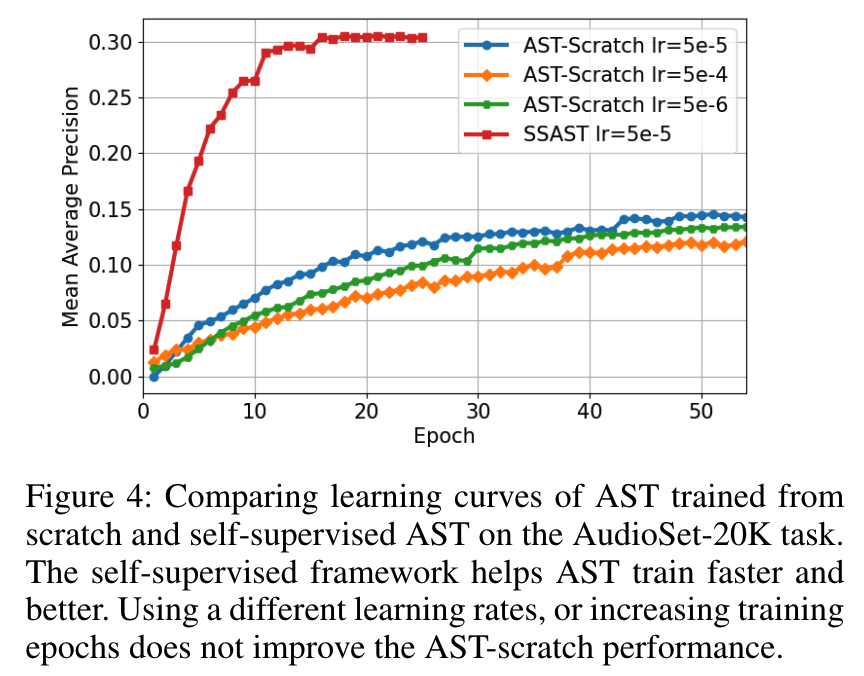 0.30
0.25
0.20
0.15
0.10
0.05
0.00
Mean Average Precision
AST-Scratch lr=5e-5
AST-Scratch lr=5e-4
AST-Scratch lr=5e-6
SSAST lr=5e-5
0 10 20 30 40 50
Epoch
Figure 4: Comparing learning curves of AST trained from
scratch and self-supervised AST on the AudioSet-20K task.
The self-supervised framework helps AST train faster and
better. Using a different learning rates, or increasing training
epochs does not improve the AST-scratch performance.